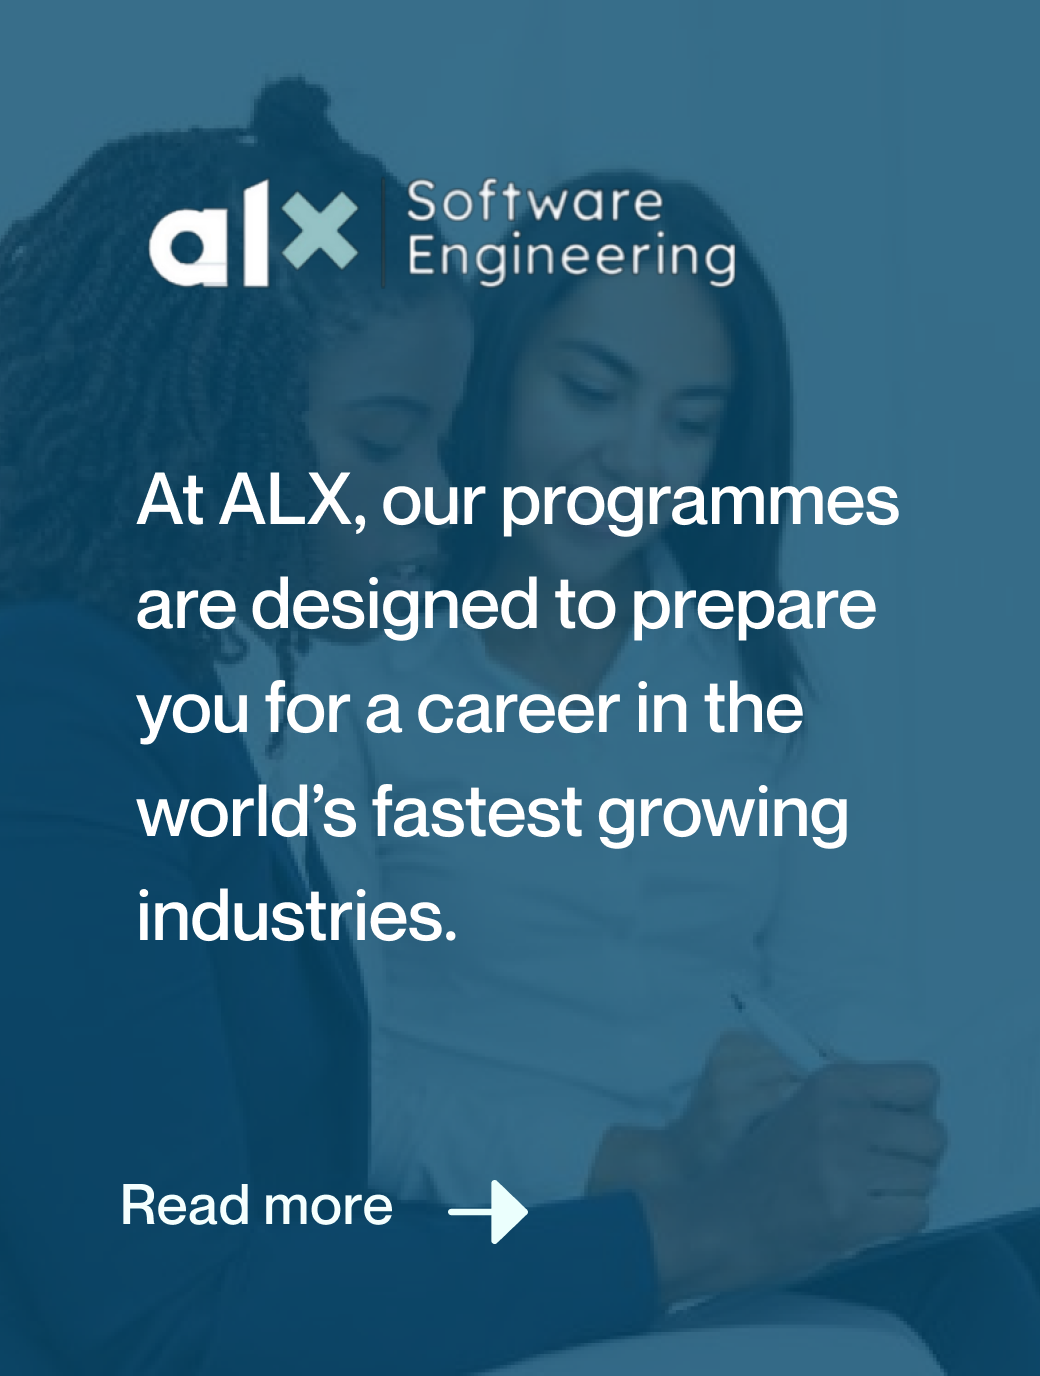 alx
Software
Engineering
At ALX, our programmes
are designed to prepare
you for a career in the
world’s fastest growing
industries.
Read more